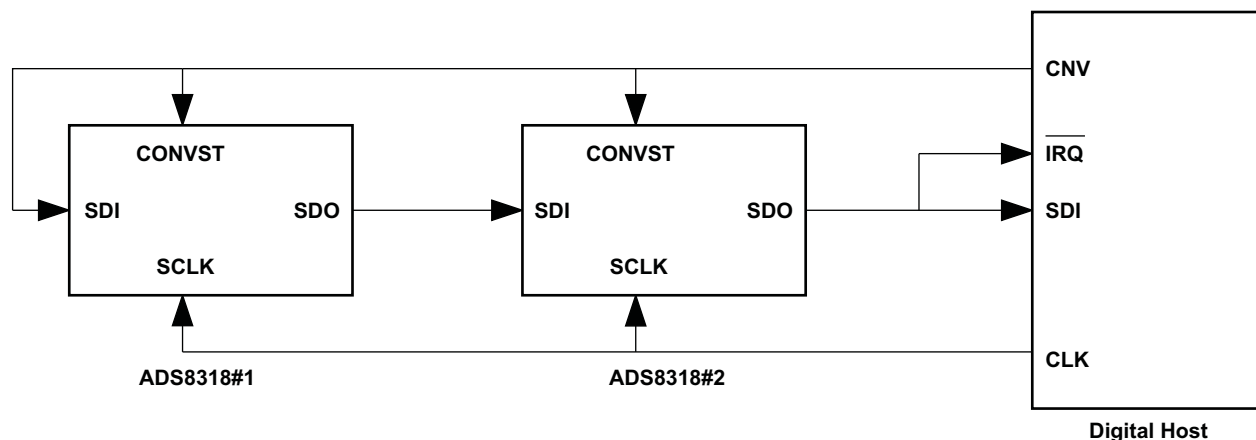 CNV
CONVST
CONVST
IRQ
SDI
SDO
SDI
SDO
SDI
SCLK
SCLK
CLK
ADS8318#1
ADS8318#2
Digital Host